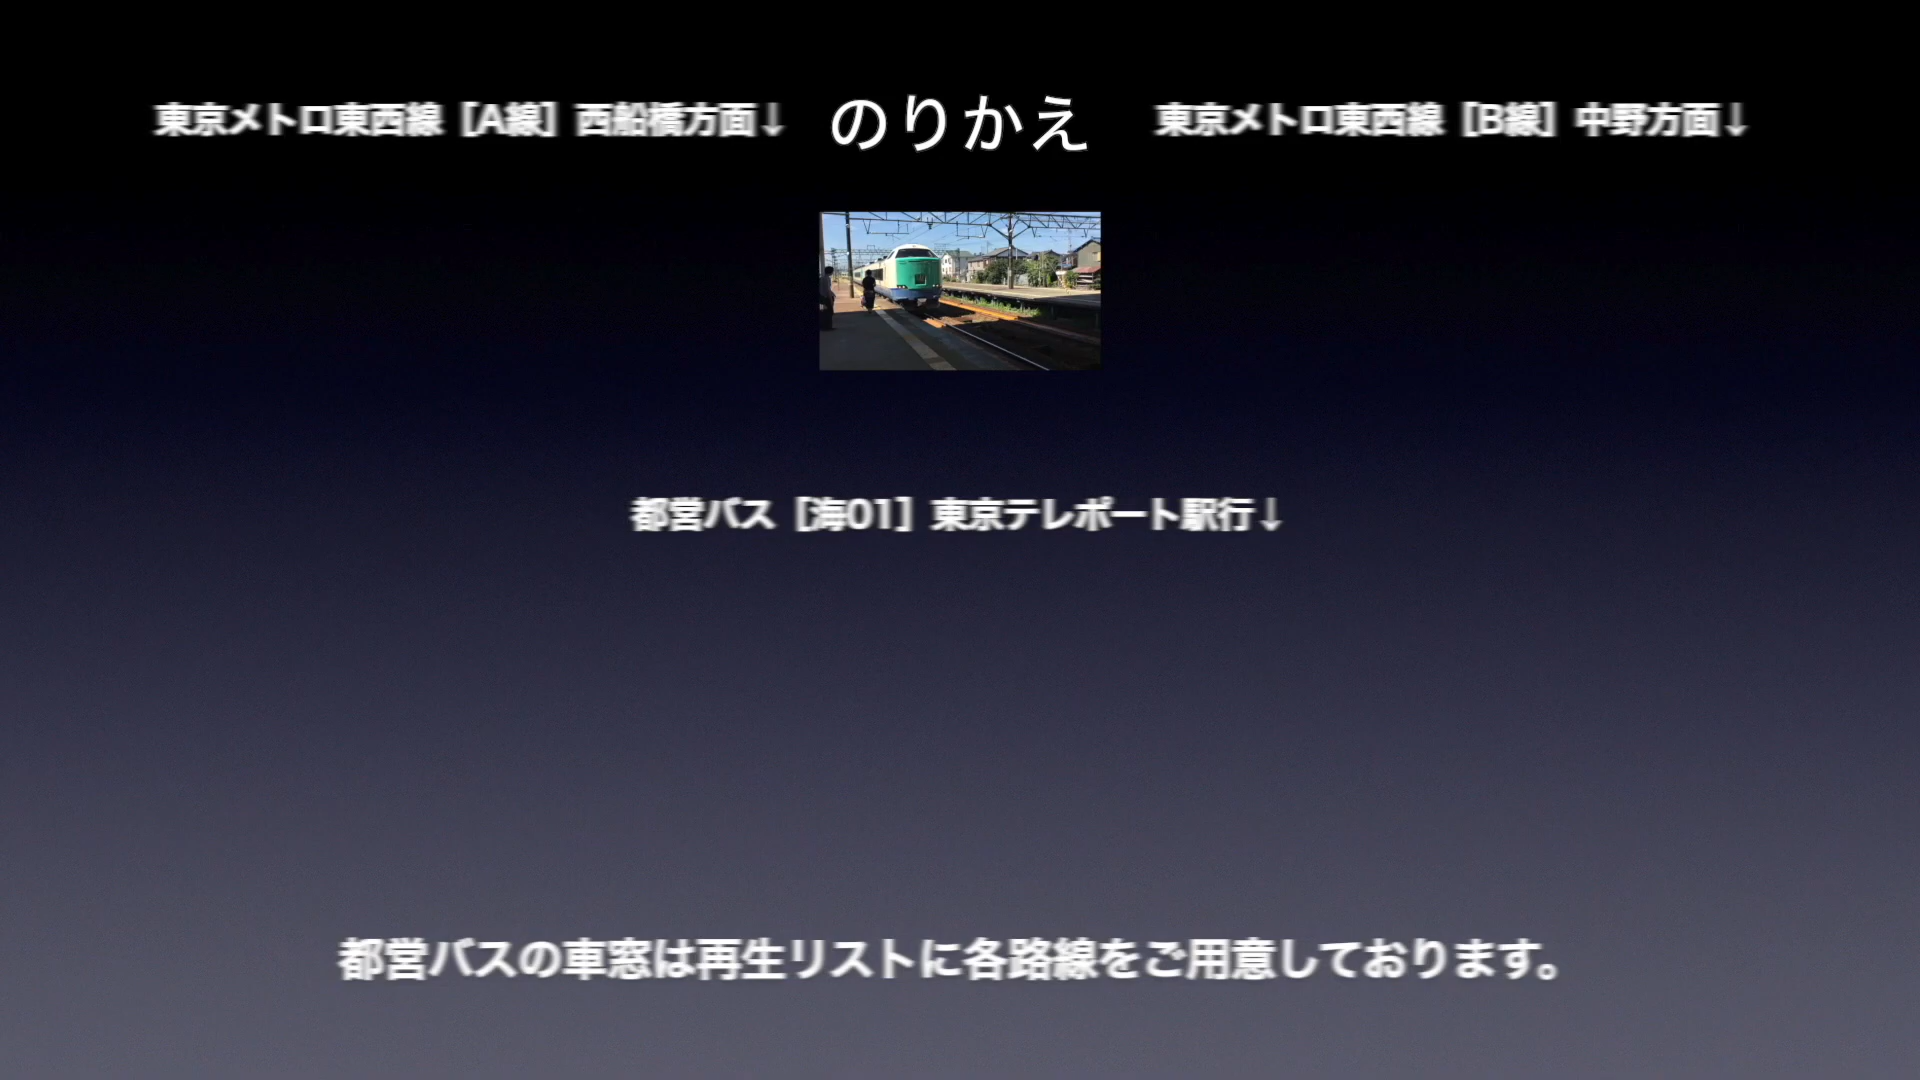 東京メトロ東西線［A線］西船橋方面↓
のりかえ
東京メトロ東西線［B線］中野方面↓
都営バス［海01］東京テレポート駅行↓
都営バスの車窓は再生リストに各路線をご用意しております。